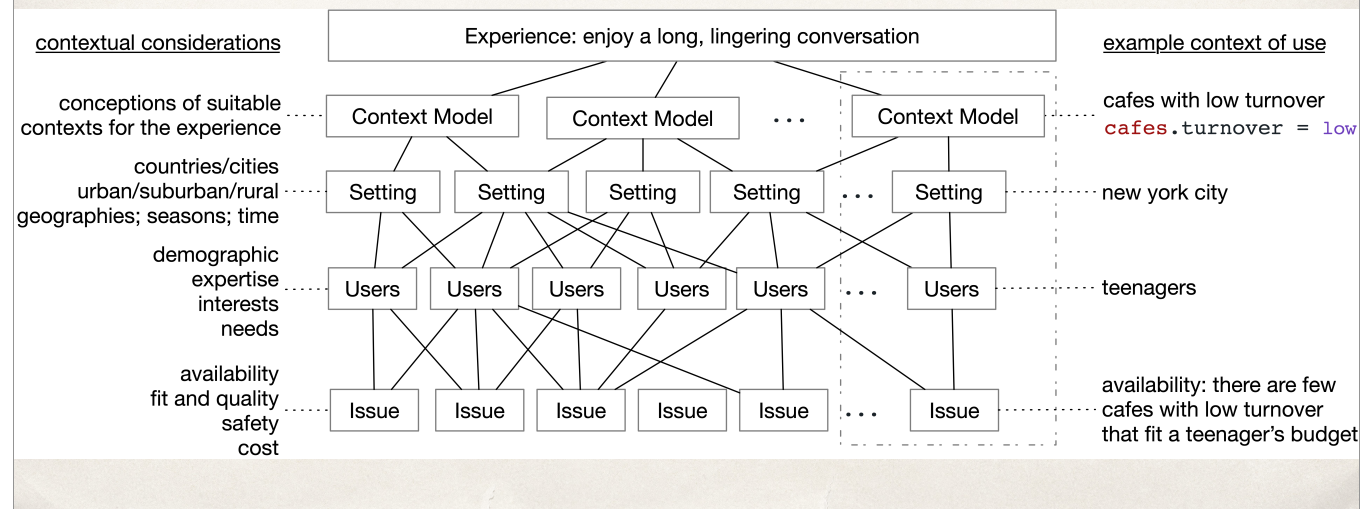 contextual considerations
Experience: enjoy a long, lingering conversation
example context of use
conceptions of suitable
contexts for the experience
Context Model
Context Model
...
Context Model
cafes with low turnover
cafes.turnover = low
countries/cities
urban/suburban/rural
geographies; seasons; time
Setting
Setting
Setting
Setting
...
Setting
new york city
demographic
expertise
interests
needs
Users
Users
Users
Users
Users
...
Users
teenagers
availability
fit and quality
safety
cost
Issue
Issue
Issue
Issue
Issue
...
Issue
availability: there are few
cafes with low turnover
that fit a teenager's budget